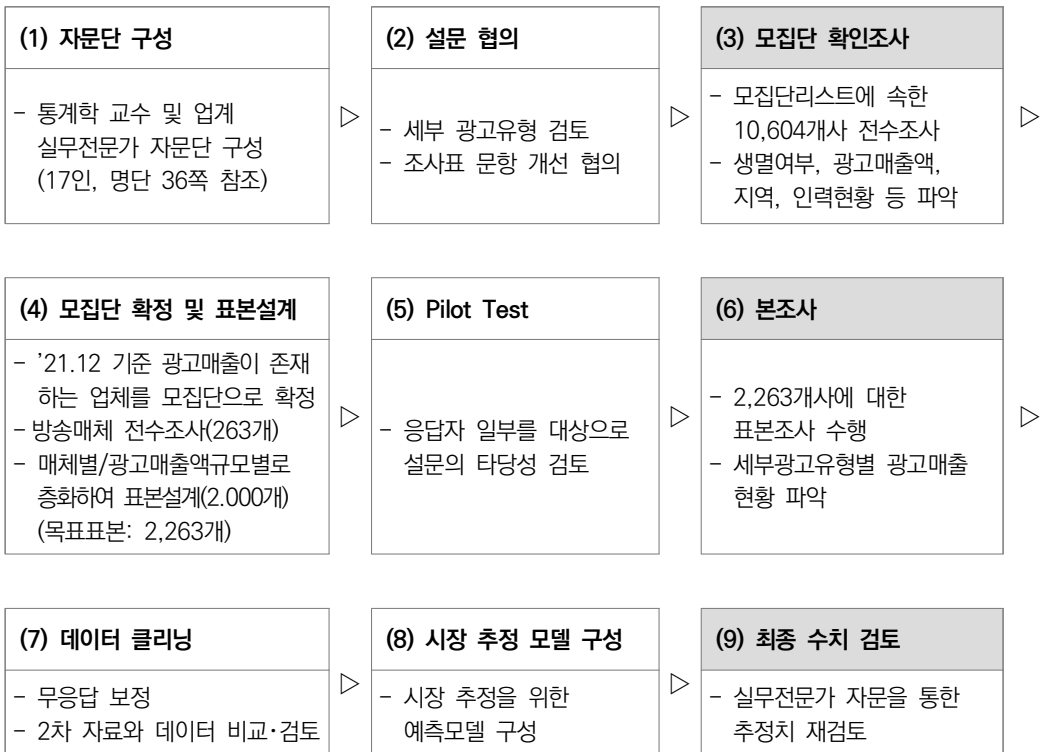 (1) 자문단 구성
- 통계학 교수 및 업계
실무전문가 자문단 구성
(17인, 명단 36쪽 참조)
▷
(2) 설문 협의
- 세부 광고유형 검토
- 조사표 문항 개선 협의
▷
(3) 모집단 확인조사
- 모집단리스트에 속한
10,604개사 전수조사
- 생멸여부, 광고매출액,
지역, 인력현황 등 파악
▷
(4) 모집단 확정 및 표본설계
- ’21.12 기준 광고매출이 존재
하는 업체를 모집단으로 확정
- 방송매체 전수조사(263개)
- 매체별/광고매출액규모별로
층화하여 표본설계(2.000개)
(목표표본: 2,263개)
▷
(5) Pilot Test
- 응답자 일부를 대상으로
설문의 타당성 검토
▷
(6) 본조사
- 2,263개사에 대한
표본조사 수행
- 세부광고유형별 광고매출
현황 파악
▷
(7) 데이터 클리닝
- 무응답 보정
- 2차 자료와 데이터 비교·검토
▷
(8) 시장 추정 모델 구성
- 시장 추정을 위한
예측모델 구성
▷
(9) 최종 수치 검토
- 실무전문가 자문을 통한
추정치 재검토